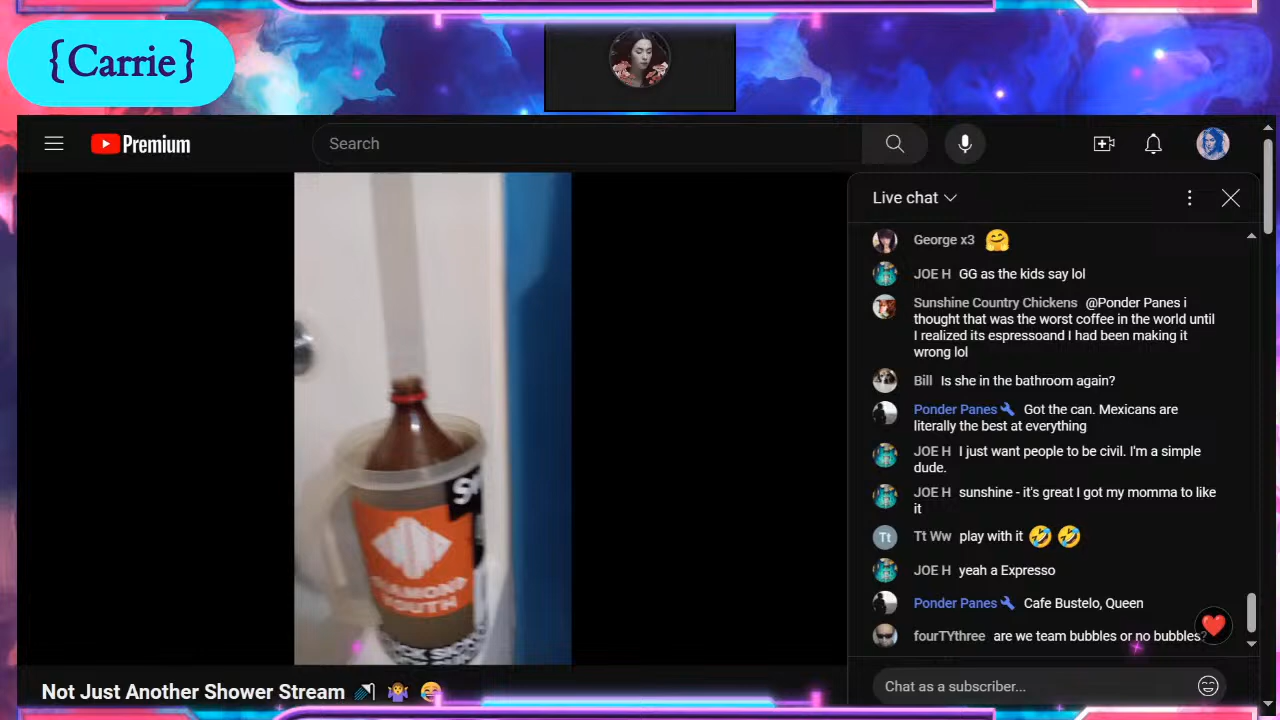 {Carrie}
Premium
Search
Live chat
George x3
JOE H GG as the kids say lol
Sunshine Country Chickens @Ponder Panes i
thought that was the worst coffee in the world until
I realized its espressoand I had been making it
wrong lol
Bill Is she in the bathroom again?
Ponder Panes Got the can. Mexicans are
literally the best at everything
JOE H I just want people to be civil. I'm a simple
dude.
JOE H sunshine - it's great I got my momma to like
it
Tt Tt Ww play with it
JOE H yeah a Expresso
Ponder Panes Cafe Bustelo, Queen
fourTYthree are we team bubbles or no bubbles?
Chat as a subscriber...
DIAMOND
YOUTH
Not Just Another Shower Stream